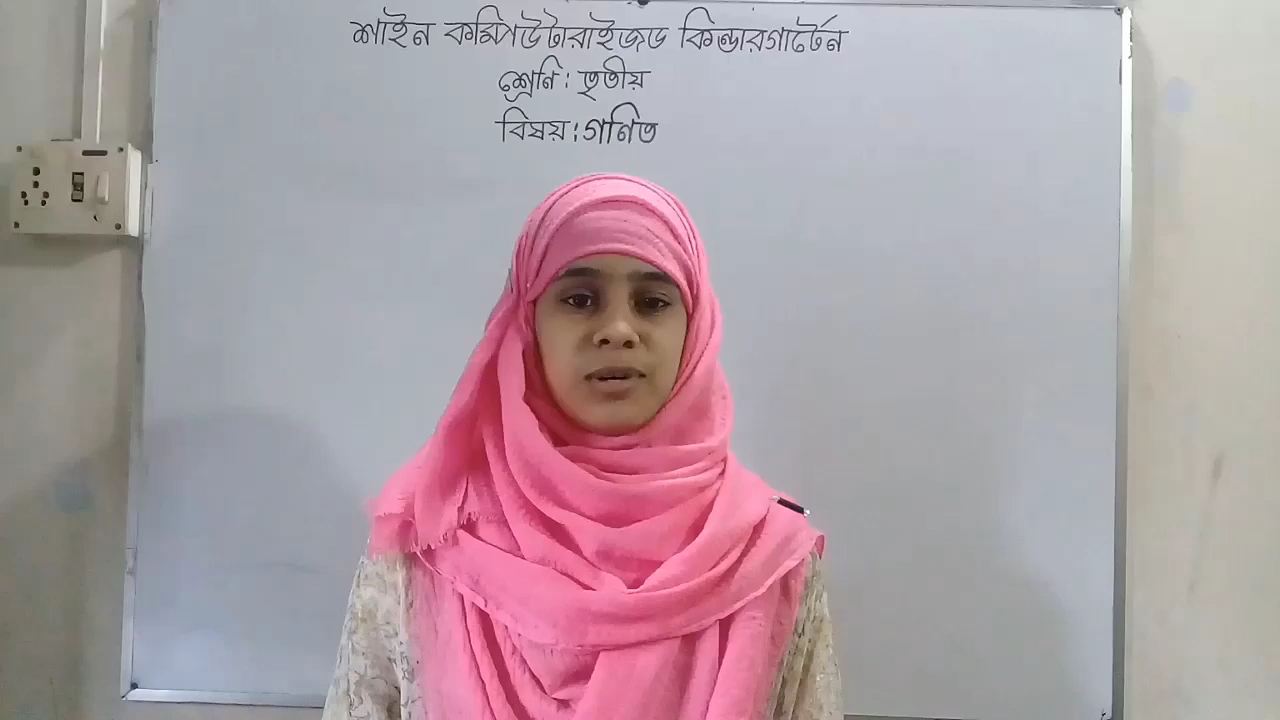 শাইন কম্পিউটারাইজড কিন্ডারগার্টেন
শ্রেণি : তৃতীয়
বিষয় : গণিত